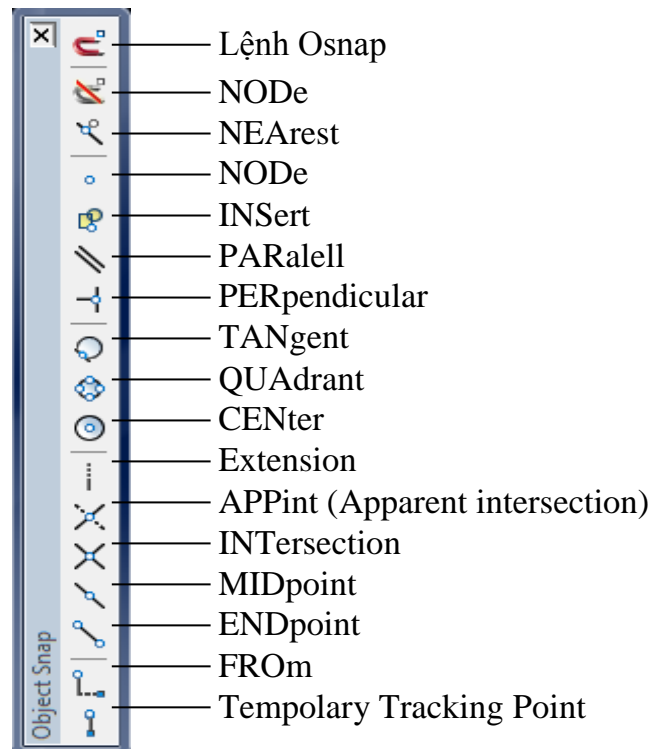 Lệnh Osnap
NODe
NEArest
NODe
INSert
PARalell
PERpendicular
TANgent
QUAdrant
CENter
Extension
APPint (Apparent intersection)
INTersection
MIDpoint
ENDpoint
FROm
Tempolary Tracking Point
Object Snap